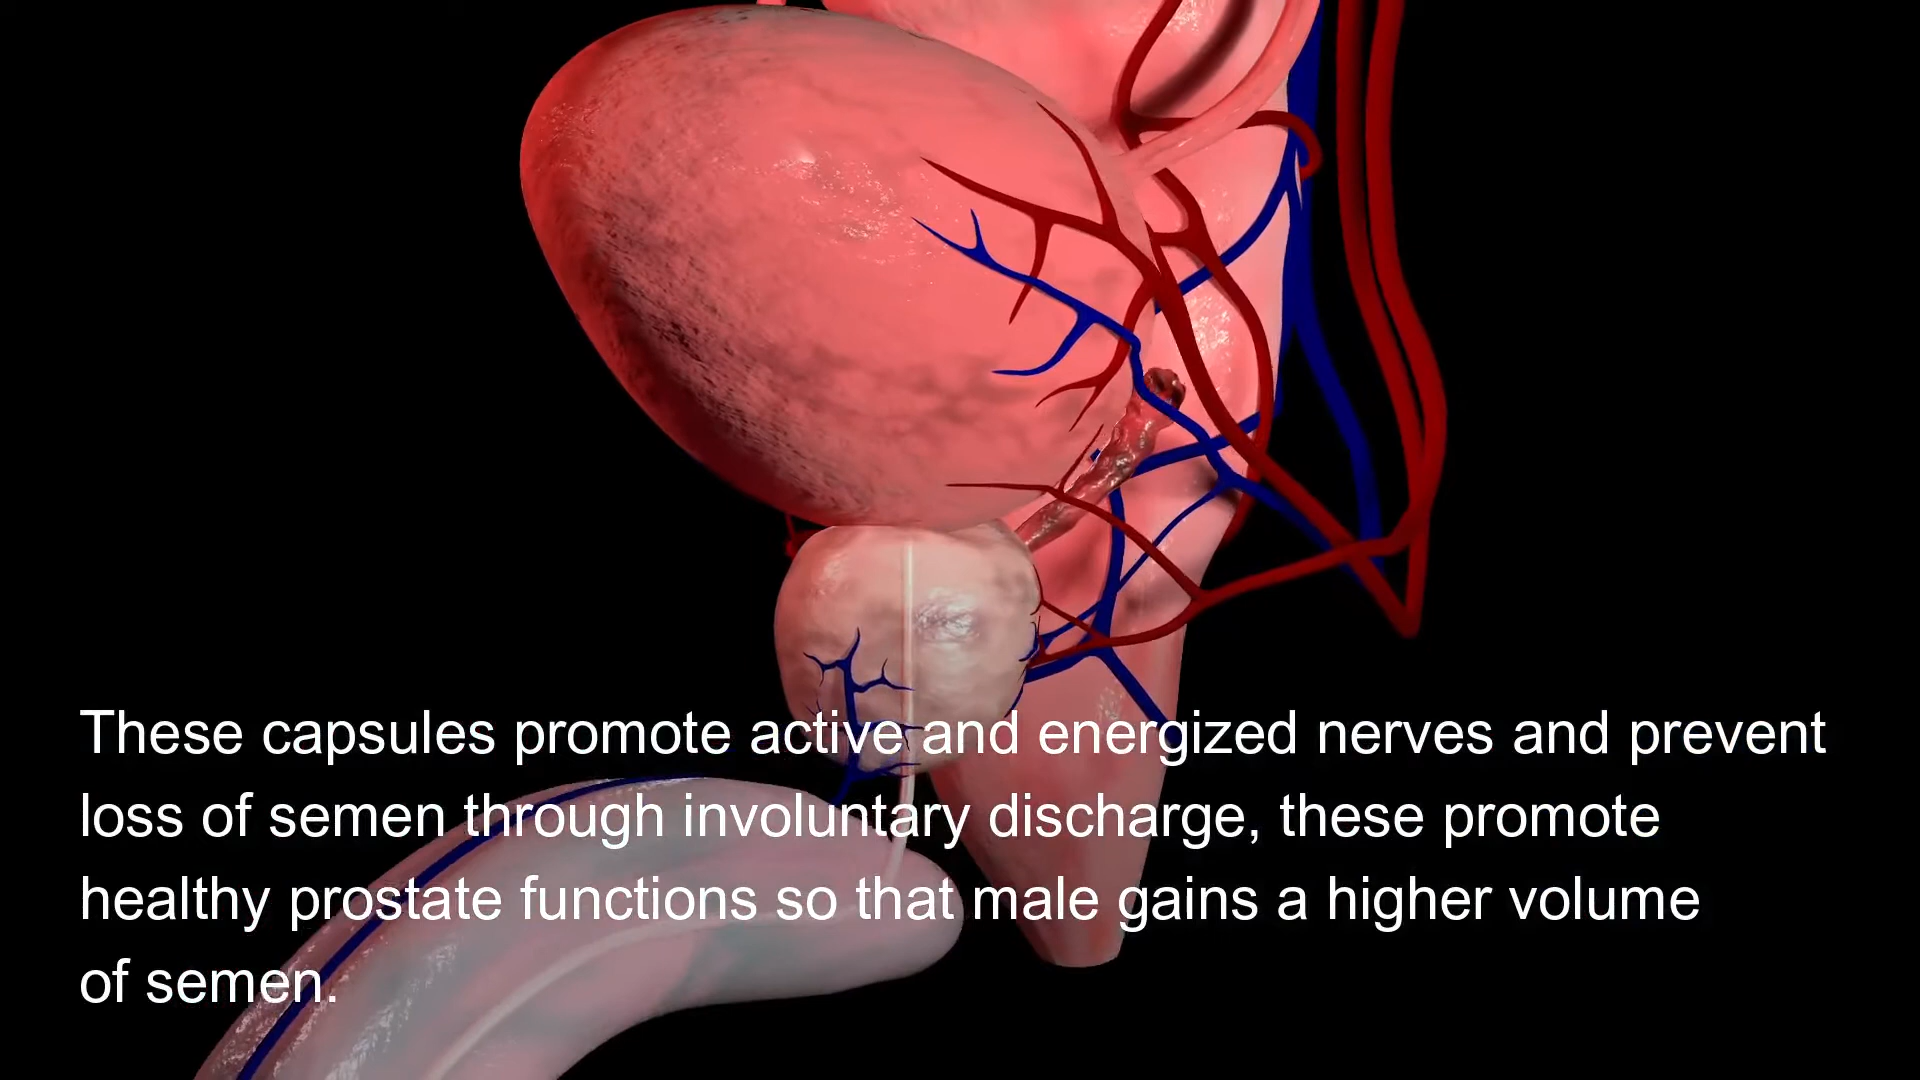 These capsules promote active and energized nerves and prevent
loss of semen through involuntary discharge, these promote
healthy prostate functions so that male gains a higher volume
of semen.